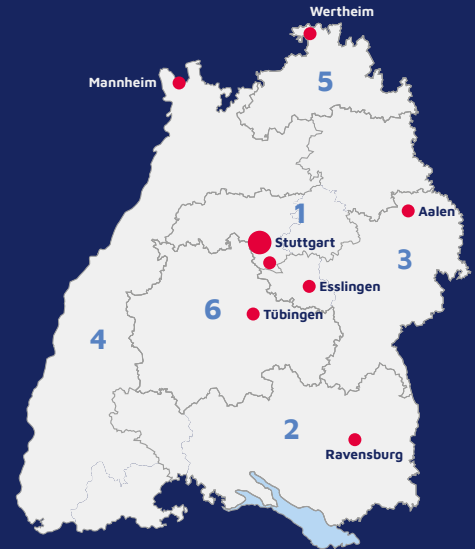 Wertheim
Mannheim
5
1
Aalen
Stuttgart
3
Esslingen
6
Tübingen
4
2
Ravensburg